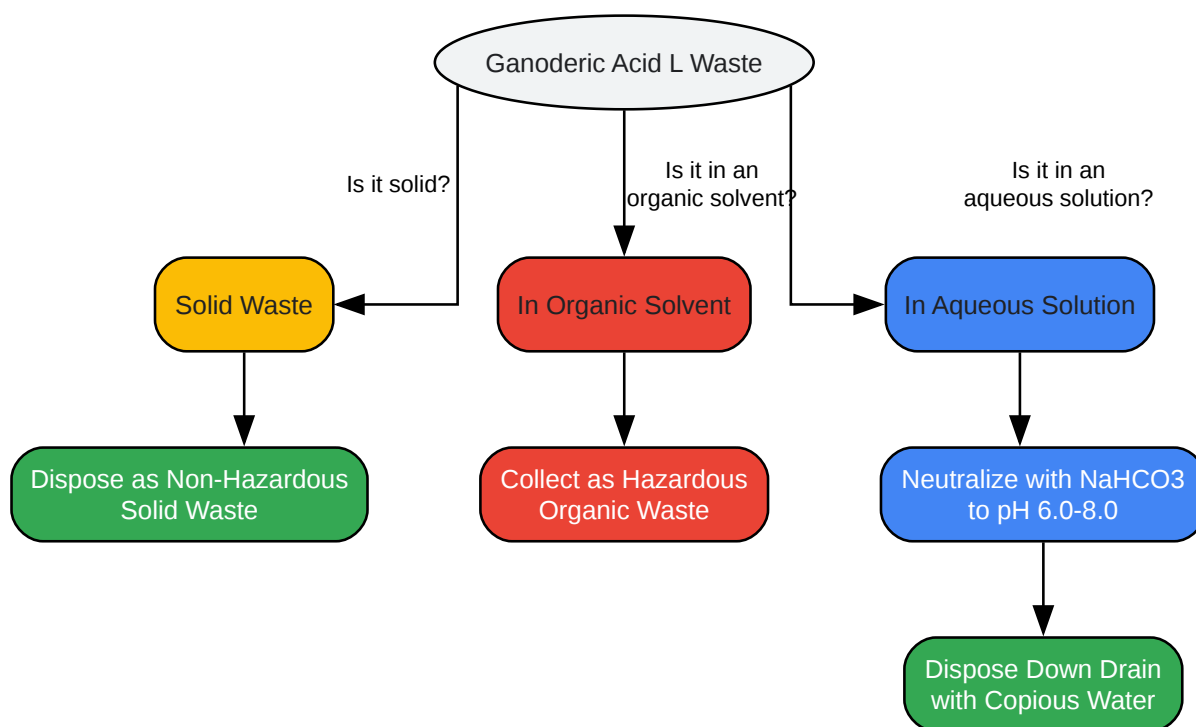 Ganoderic Acid L Waste
Is it solid?
Is it in an
organic solvent?
Is it in an
aqueous solution?
Solid Waste
In Organic Solvent
In Aqueous Solution
Dispose as Non-Hazardous
Solid Waste
Collect as Hazardous
Organic Waste
Neutralize with NaHCO3
to pH 6.0-8.0
Dispose Down Drain
with Copious Water